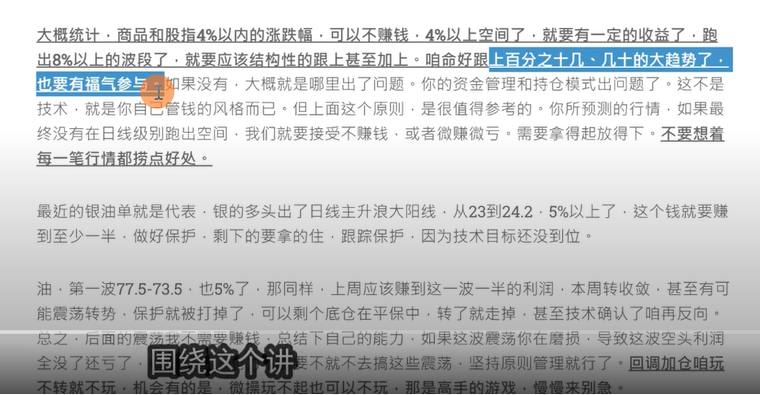 大概统计，商品和股指4%以内的涨跌幅，可以不赚钱，4%以上空间了，就要有一定的收益了，跑
出8%以上的波段了，就要应该结构性的跟上甚至加上。咱命好跟上百分之十几、几十的大趋势了，
也要有福气参与。如果没有，大概就是哪里出了问题。你的资金管理和持仓模式出问题了。这不是
技术，就是你自己管钱的风格而已。但上面这个原则，是很值得参考的。你所预测的行情，如果最
终没有在日线级别跑出空间，我们就要接受不赚钱，或者微赚微亏。需要拿得起放得下。不要想着
每一笔行情都捞点好处。
最近的银油单就是代表，银的多头出了日线主升浪大阳线，从23到24.2，5%以上了，这个钱就要赚
到至少一半，做好保护，剩下的要拿的住，跟踪保护，因为技术目标还没到位。
油，第一波77.5-73.5，也5%了，那同样，上周应该赚到这一波一半的利润，本周转收敛，甚至有可
能震荡转势，保护就被打掉了，可以剩个底仓在平保中，转了就走掉，甚至技术确认了咱再反向。
总之，后面的震荡我不需要赚钱，总结下自己的能力，如果这波震荡你在磨损，导致这波空头利润
全没了还亏了，
要不就不去搞这些震荡，坚持原则管理就行了。回调加仓咱玩
不转就不玩，机会有的是，微操玩不起也可以不玩，那是高手的游戏，慢慢来别急。
围绕这个讲